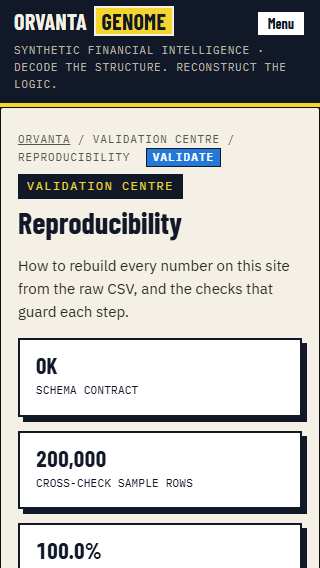 ORVANTA GENOME Menu
SYNTHETIC FINANCIAL INTELLIGENCE ·
DECODE THE STRUCTURE. RECONSTRUCT THE
LOGIC.
ORVANTA / VALIDATION CENTRE /
REPRODUCIBILITY VALIDATE
VALIDATION CENTRE
Reproducibility
How to rebuild every number on this site
from the raw CSV, and the checks that
guard each step.
OK
SCHEMA CONTRACT
200,000
CROSS-CHECK SAMPLE ROWS
100.0%